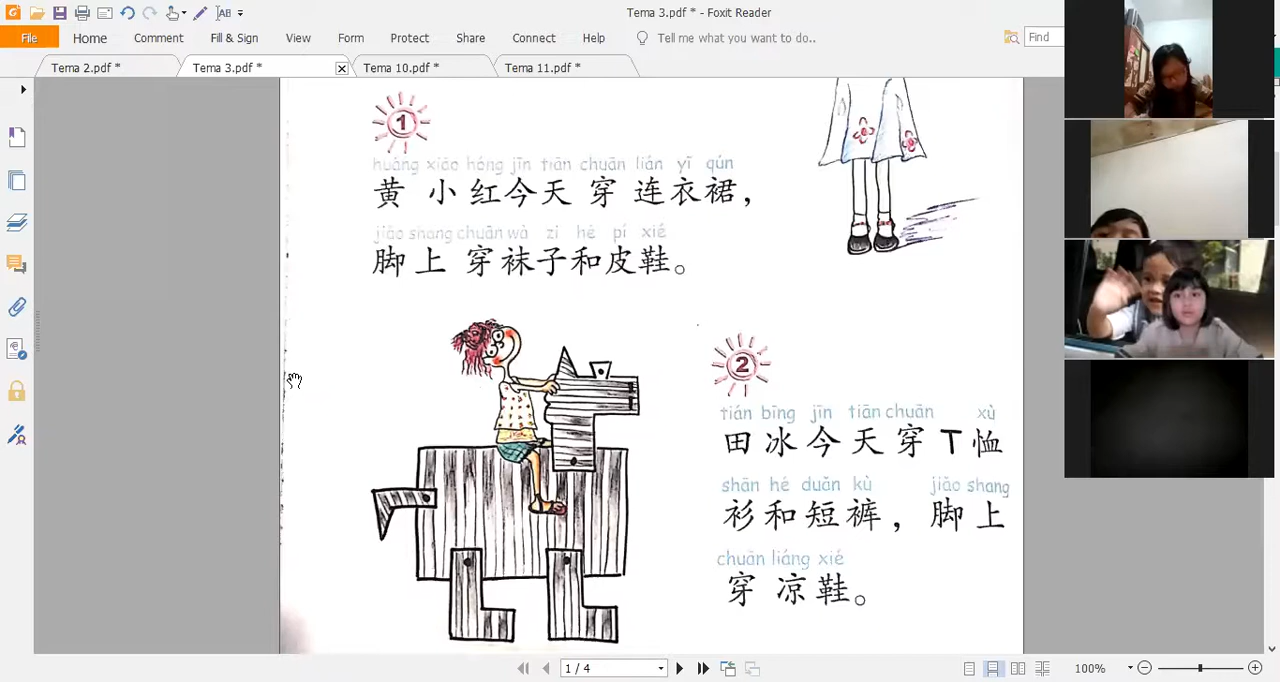 Tema 3.pdf * - Foxit Reader
File Home Comment Fill & Sign View Form Protect Share Connect Help Tell me what you want to do.. Find
Tema 2.pdf * Tema 3.pdf * Tema 10.pdf * Tema 11.pdf *
1
huáng xiǎo hóng jīn tiān chuān lián yī qún
黄 小 红今天 穿 连衣裙，
jiǎo shang chuān wà zi hé pí xié
脚上 穿袜子和皮鞋。
2
tián bīng jīn tiān chuān xù
田冰今天穿T恤
shān hé duǎn kù jiǎo shang
衫和短裤，脚上
chuān liáng xié
穿 凉鞋。
1 / 4
100%